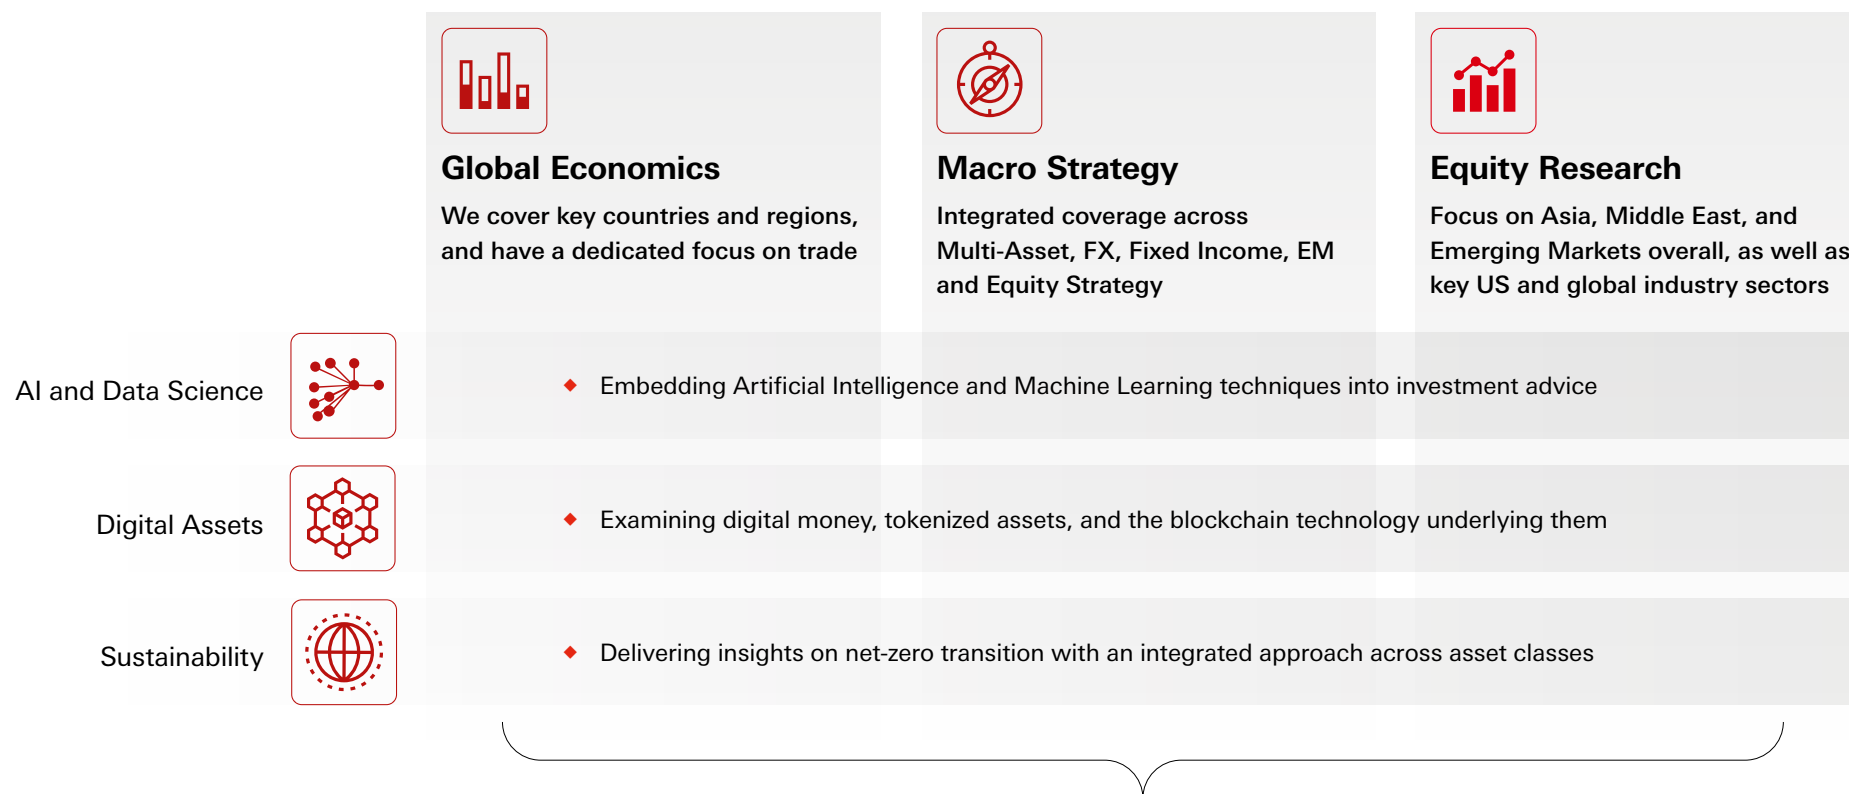 Global Economics
We cover key countries and regions,
and have a dedicated focus on trade
Macro Strategy
Integrated coverage across
Multi-Asset, FX, Fixed Income, EM
and Equity Strategy
Equity Research
Focus on Asia, Middle East, and
Emerging Markets overall, as well as
key US and global industry sectors
AI and Data Science
◆ Embedding Artificial Intelligence and Machine Learning techniques into investment advice
Digital Assets
◆ Examining digital money, tokenized assets, and the blockchain technology underlying them
Sustainability
◆ Delivering insights on net-zero transition with an integrated approach across asset classes